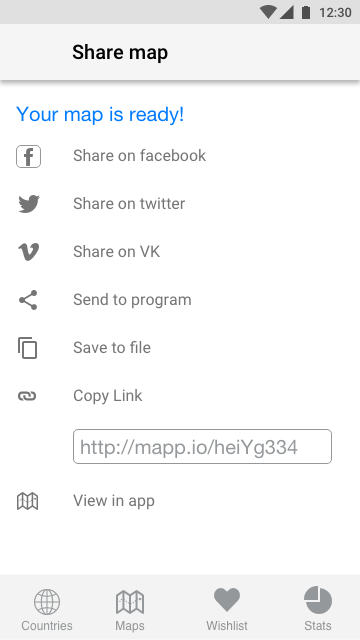 12:30
Share map
Your map is ready!
Share on facebook
Share on twitter
Share on VK
Send to program
Save to file
Copy Link
http://mapp.io/heiYg334
View in app
Countries Maps Wishlist Stats